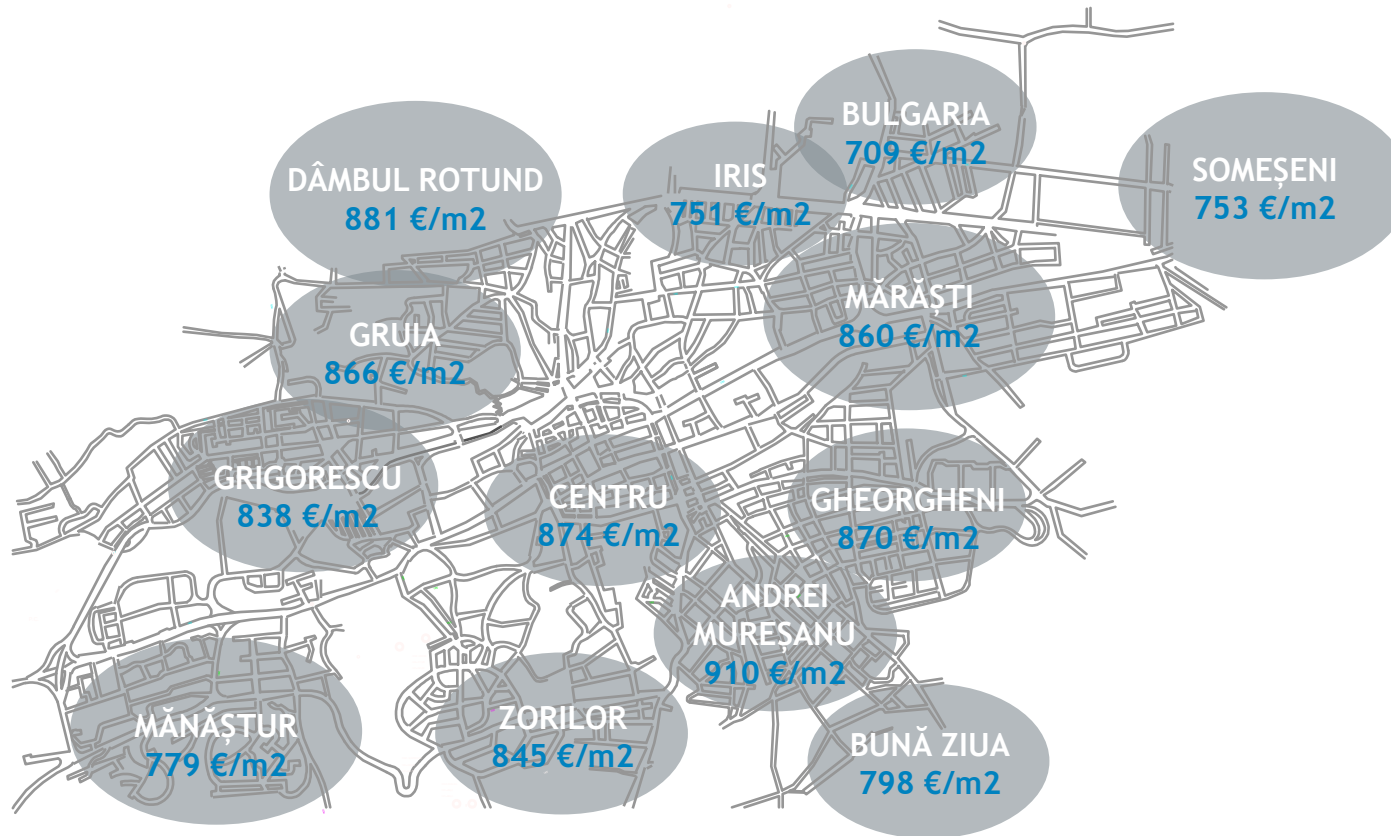 BULGARIA
709 €/m2
DÂMBUL ROTUND
881 €/m2
IRIS
751 €/m2
SOMEȘENI
753 €/m2
GRUIA
866 €/m2
MĂRĂȘTI
860 €/m2
GRIGORESCU
838 €/m2
CENTRU
874 €/m2
GHEORGHENI
870 €/m2
ANDREI
MURESANU
910 €/m2
MĂNĂȘTUR
779 €/m2
ZORILOR
845 €/m2
BUNĂ ZIUA
798 €/m2